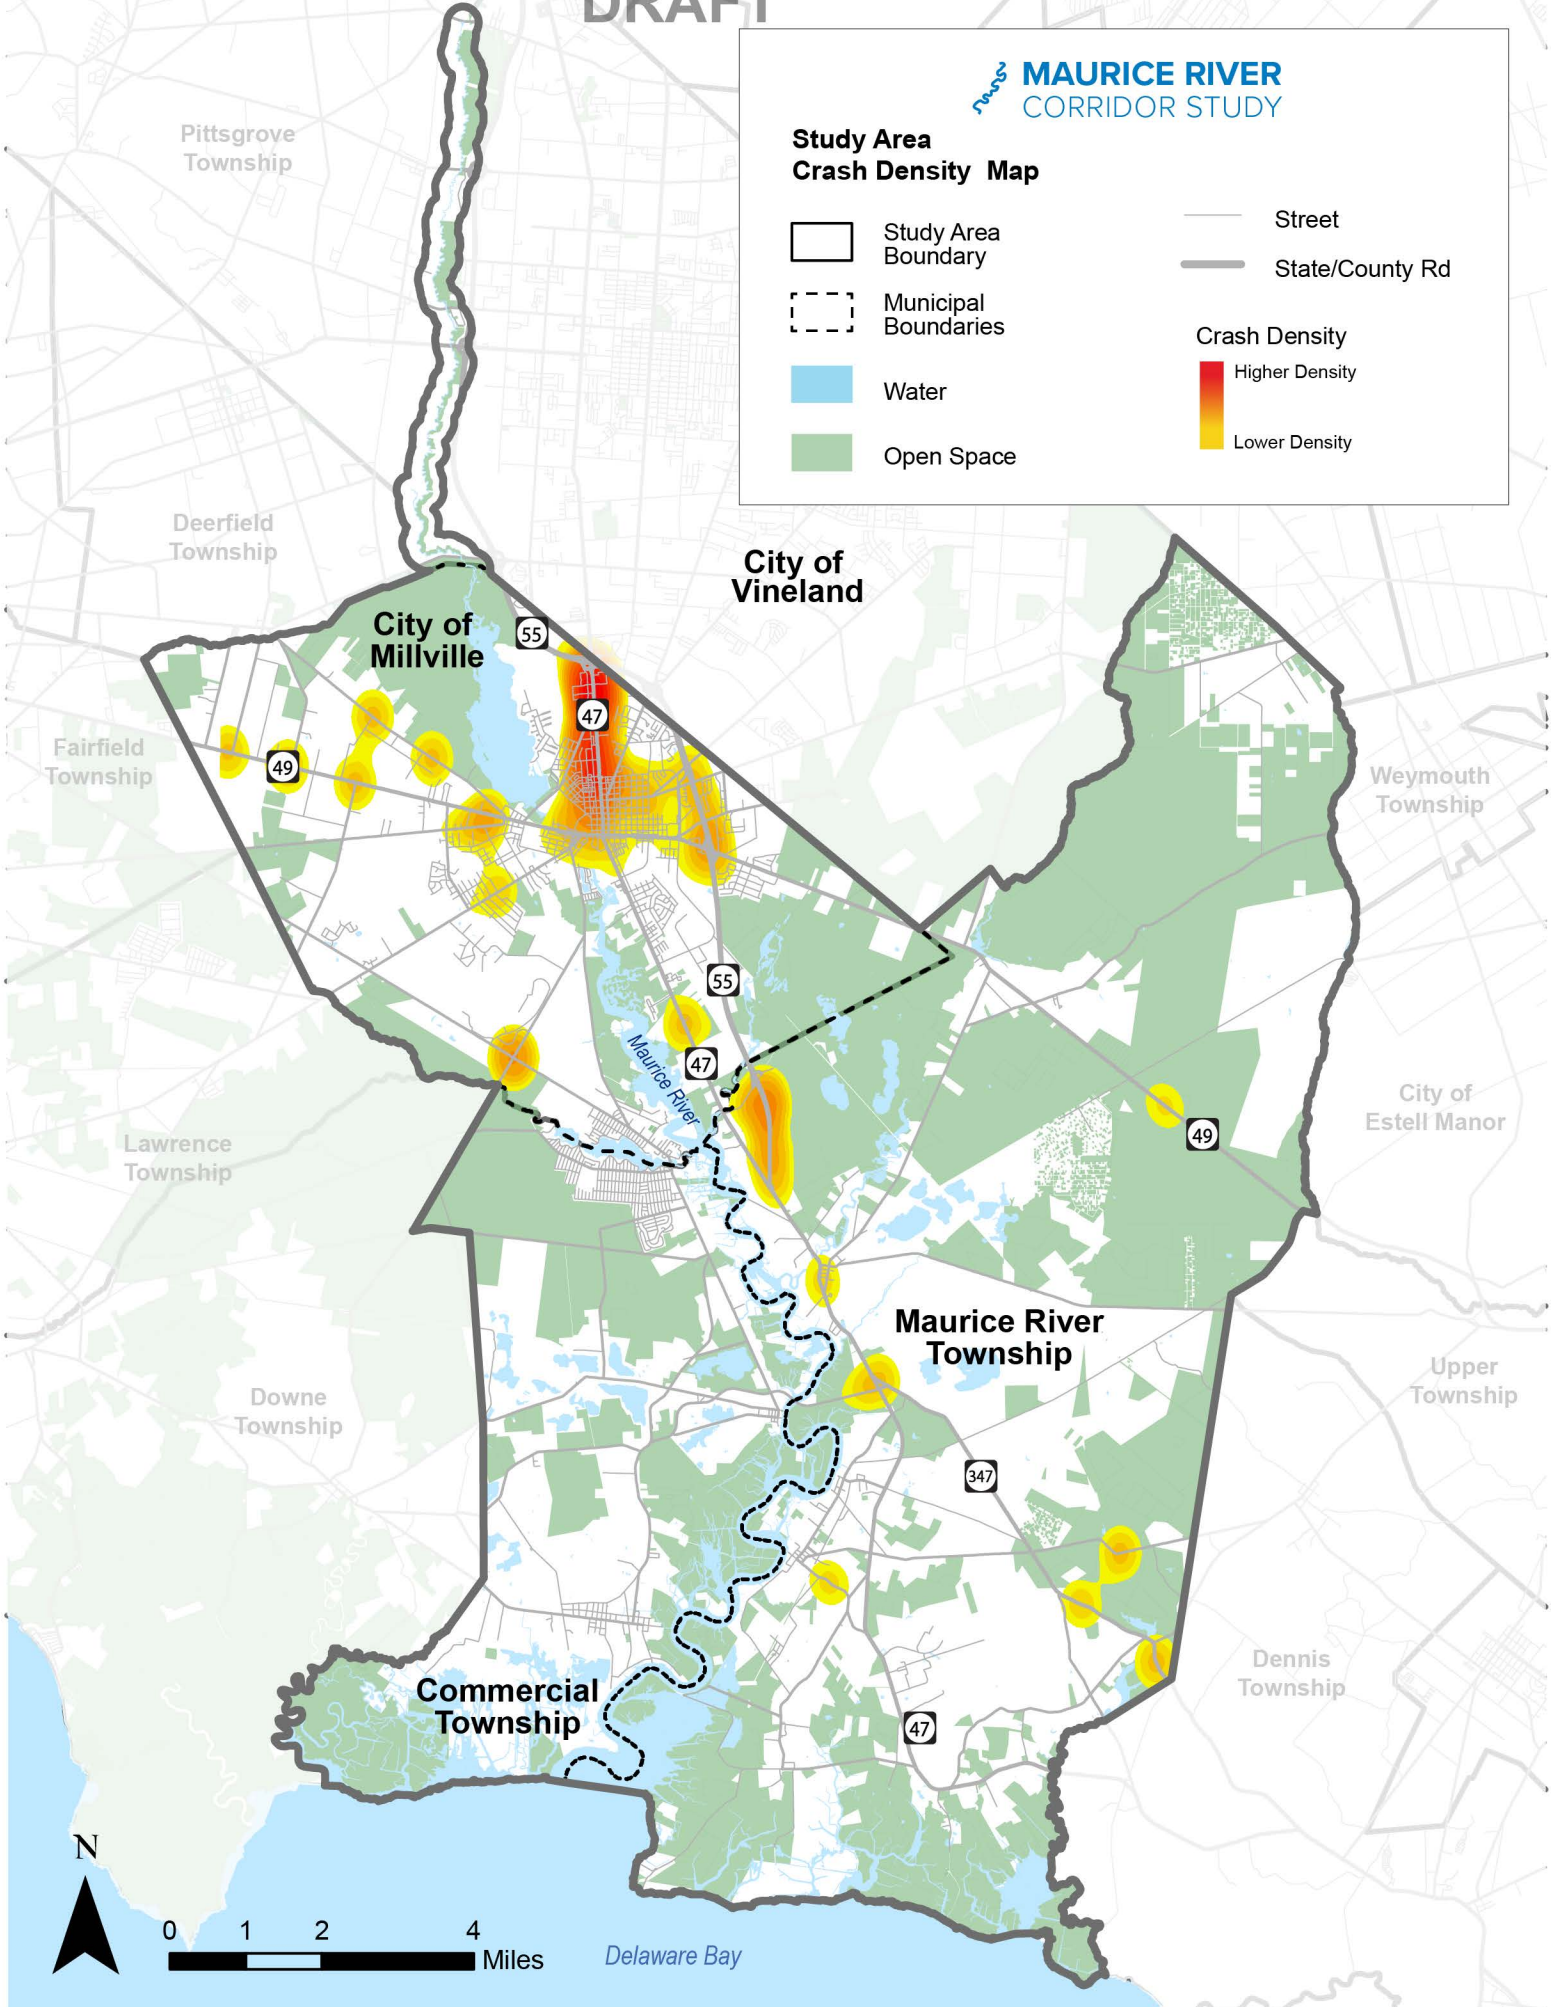 DRAFT
MAURICE RIVER
CORRIDOR STUDY
Study Area
Crash Density Map
Study Area
Boundary
Municipal
Boundaries
Water
Open Space
Street
State/County Rd
Crash Density
Higher Density
Lower Density
Pittsgrove
Township
Deerfield
Township
City of
Vineland
City of
Millville
55
47
49
Fairfield
Township
Weymouth
Township
55
47
Maurice River
49
City of
Estell Manor
Lawrence
Township
Maurice River
Township
Upper
Township
Downe
Township
347
Dennis
Township
Commercial
Township
47
N
0 1 2 4
Miles
Delaware Bay